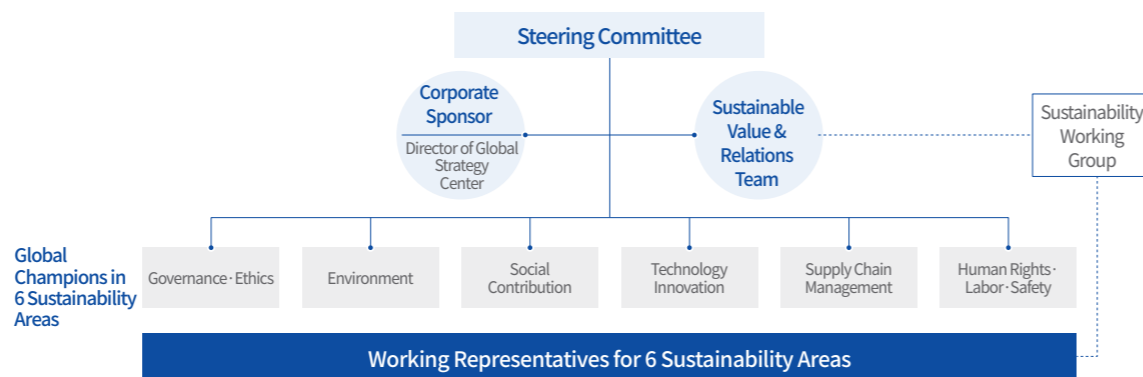 Steering Committee
Corporate
Sponsor
Director of Global
Strategy
Center
Sustainable
Value &
Relations
Team
Sustainability
Working
Group
Global
Champions in
6 Sustainability
Areas
Governance·Ethics
Environment
Social
Contribution
Technology
Innovation
Supply Chain
Management
Human Rights·
Labor·Safety
Working Representatives for 6 Sustainability Areas